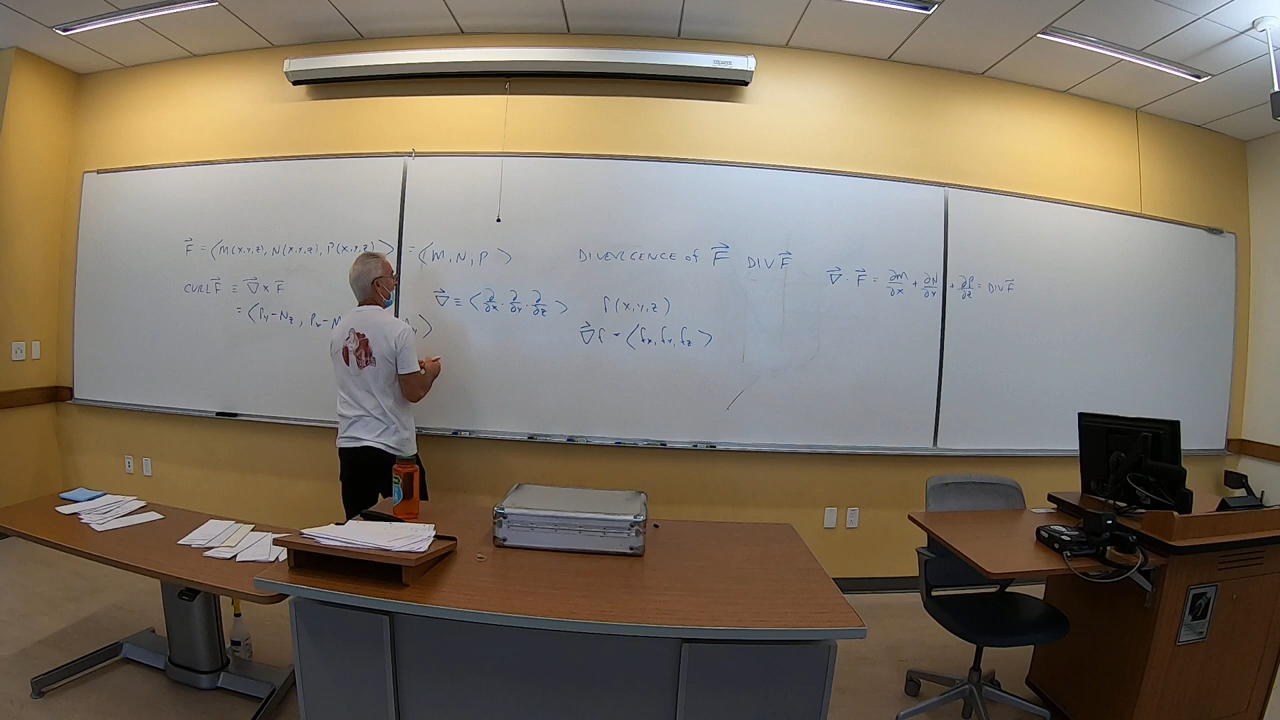 F⃗ = ⟨M(x,y,z), N(x,y,z), P(x,y,z)⟩ = ⟨M, N, P⟩
CURL F⃗ ≡ ∇⃗ x F⃗
= ⟨P_y - N_z, P_x -
∇⃗ ≡ ⟨∂/∂x, ∂/∂y, ∂/∂z⟩
DIVERGENCE of F⃗ DIV F⃗
f(x,y,z)
∇⃗f = ⟨f_x, f_y, f_z⟩
∇⃗ · F⃗ = ∂M/∂x + ∂N/∂y + ∂P/∂z = DIV F⃗